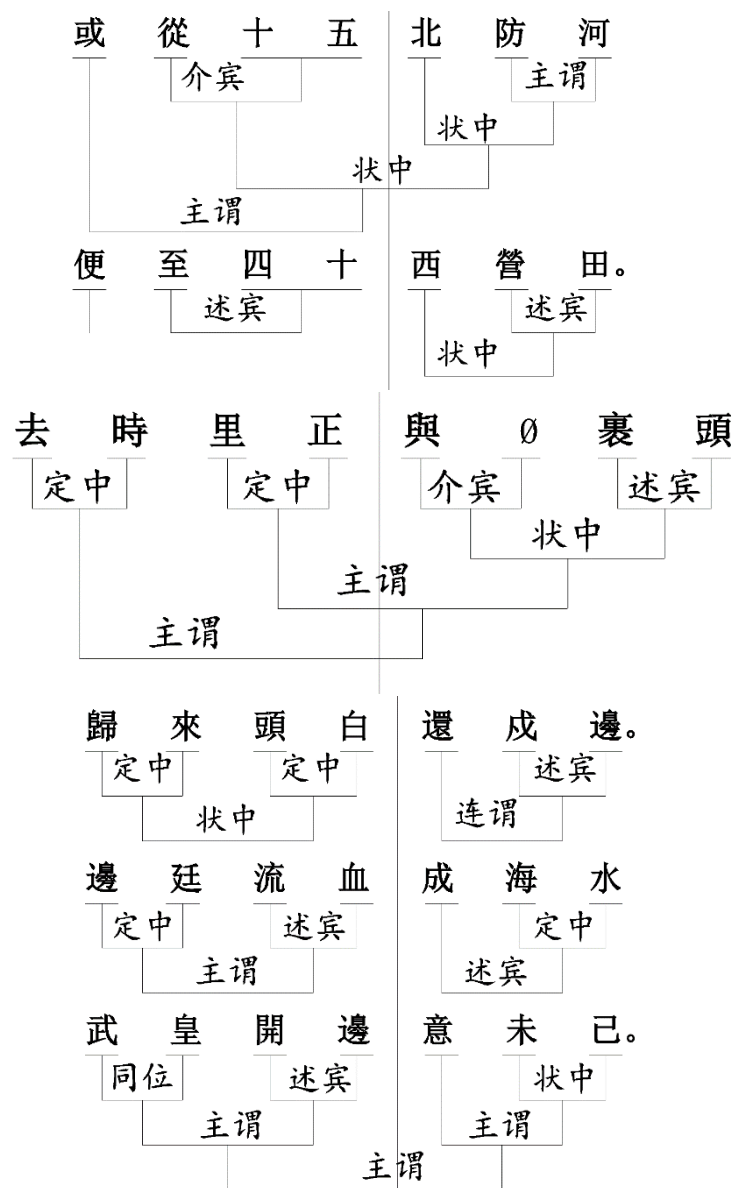 或從十五北防河
介宾 主谓
状中
状中
主谓
便至四十西營田。
述宾 述宾
状中
去時里正與Ø裹頭
定中 定中 介宾 述宾
状中
主谓
主谓
歸來頭白還戍邊。
定中 定中 述宾
状中 连谓
邊廷流血成海水
定中 述宾 定中
主谓 述宾
武皇開邊意未已。
同位 述宾 状中
主谓 主谓
主谓